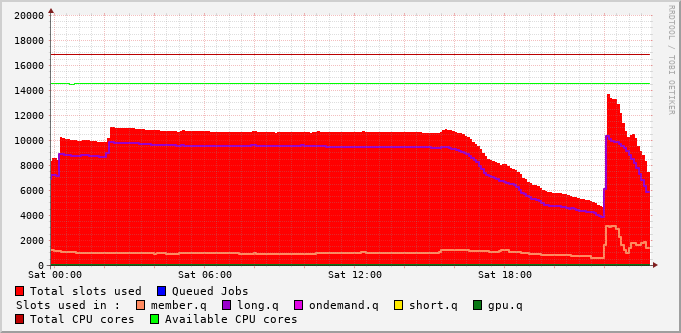 20000
18000
16000
14000
12000
10000
8000
6000
4000
2000
0
Sat 00:00 Sat 06:00 Sat 12:00 Sat 18:00
Total slots used Queued Jobs
Slots used in : member.q long.q ondemand.q short.q gpu.q
Total CPU cores Available CPU cores
RRDTOOL / TOBI OETIKER